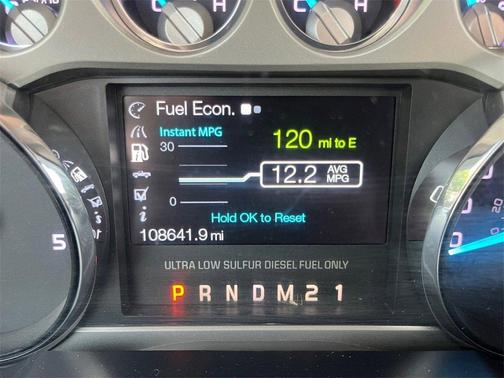 C H
C H
Fuel Econ.
Instant MPG
120 mi to E
30
12.2 AVG MPG
0
Hold OK to Reset
108641.9 mi
5
ULTRA LOW SULFUR DIESEL FUEL ONLY
P R N D M 2 1